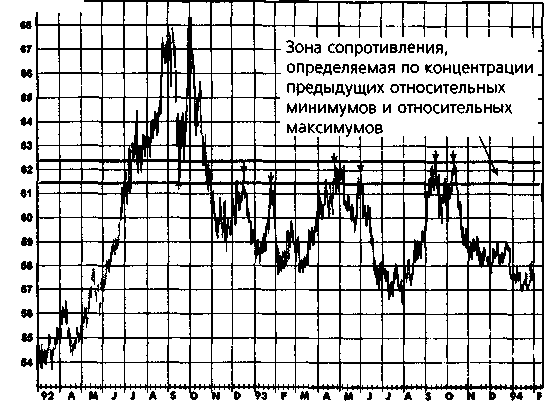 Зона сопротивления,
определяемая по концентрации
предыдущих относительных
минимумов и относительных
максимумов
68
67
66
65
64
63
62
61
60
59
58
57
56
55
54
92 A M J J A S O N D 93 F M A M J J A S O N D 94 F